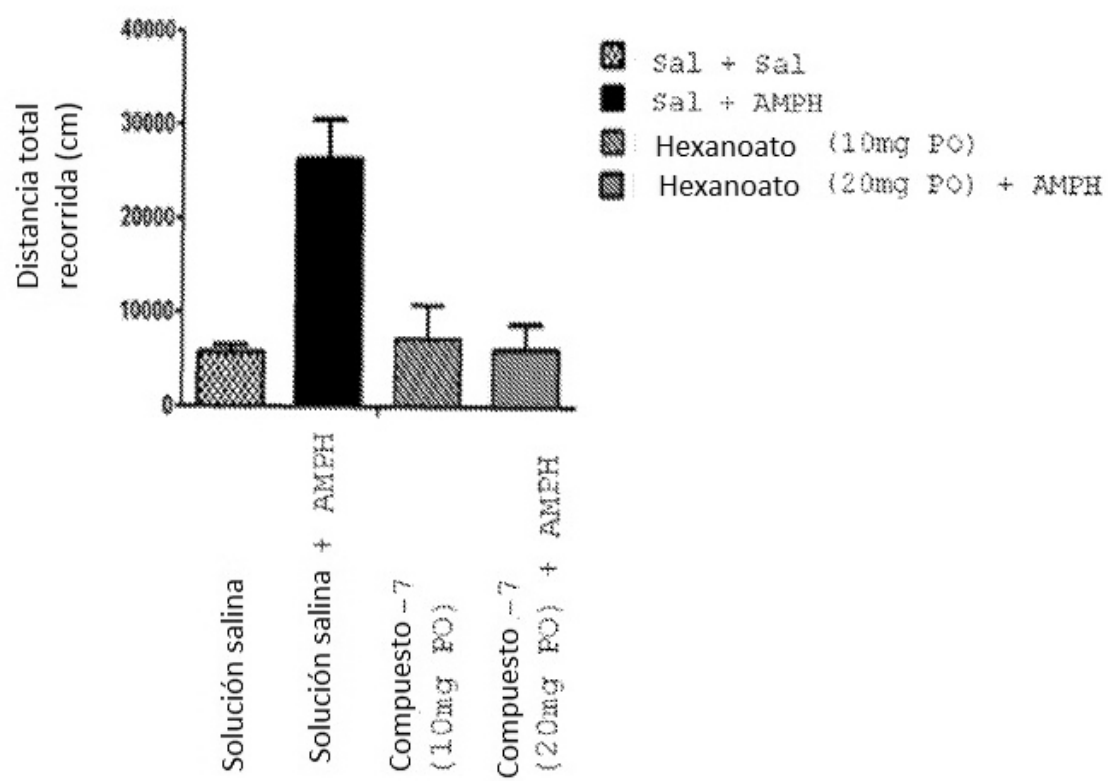 Distancia total
recorrida (cm)
40000
30000
20000
10000
0
Sal + Sal
Sal + AMPH
Hexanoato (10mg PO)
Hexanoato (20mg PO) + AMPH
Solución salina
Solución salina + AMPH
Compuesto -7
(10mg PO)
Compuesto .-7
(20mg PO) + AMPH